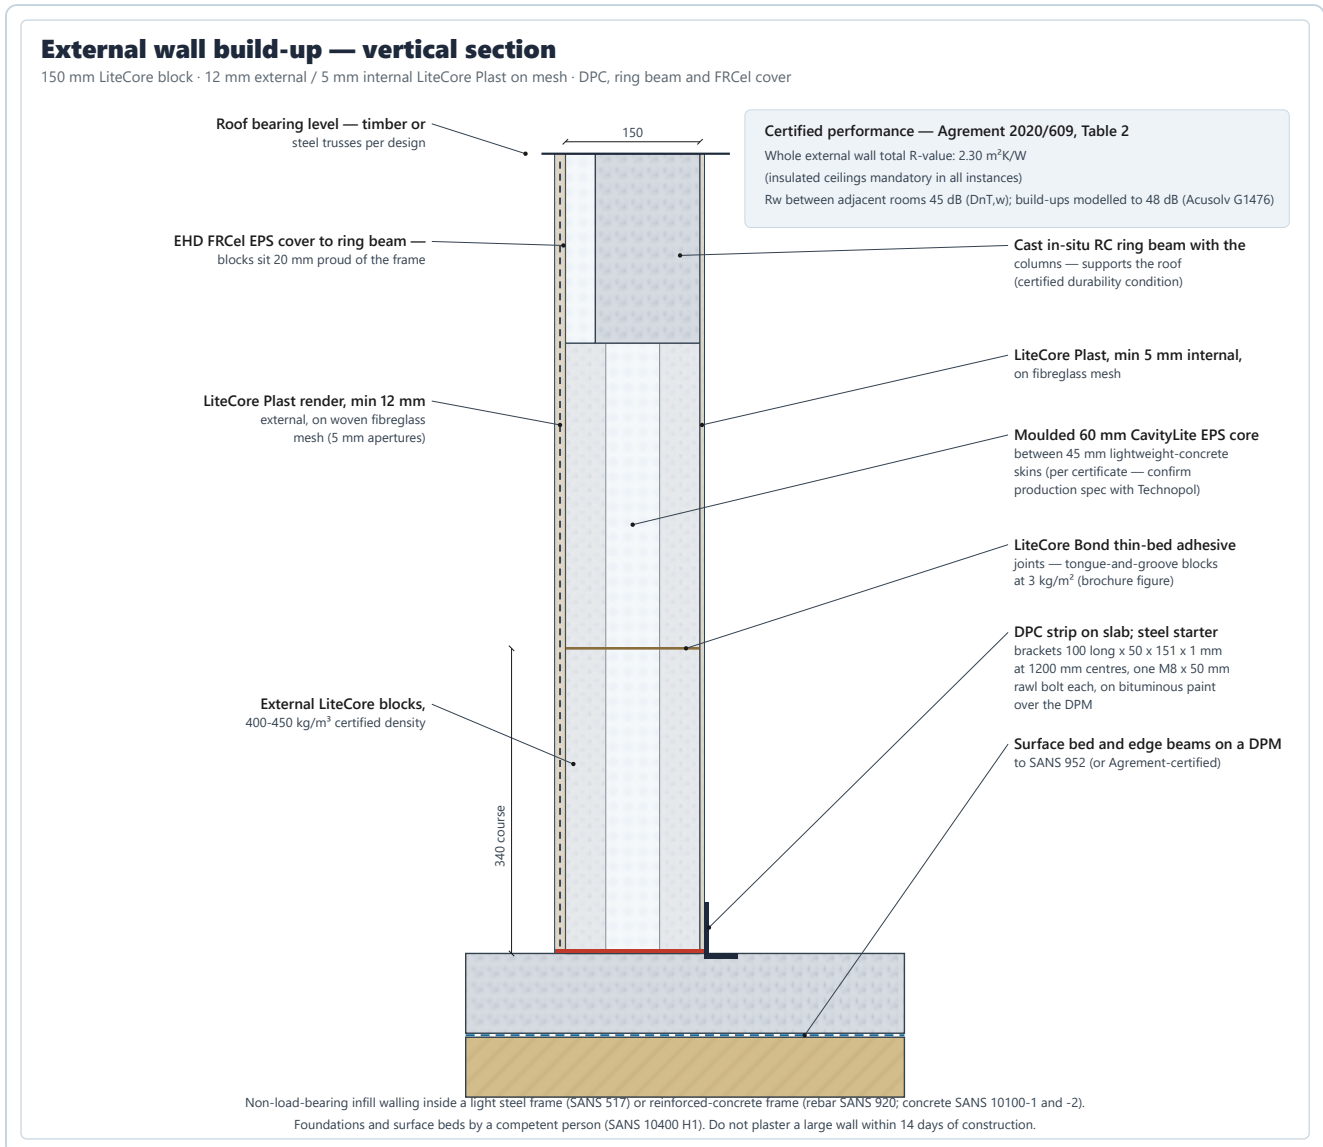 External wall build-up — vertical section
150 mm LiteCore block · 12 mm external / 5 mm internal LiteCore Plast on mesh · DPC, ring beam and FRCel cover
Roof bearing level — timber or
steel trusses per design
150
Certified performance — Agrement 2020/609, Table 2
Whole external wall total R-value: 2.30 m²K/W
(insulated ceilings mandatory in all instances)
Rw between adjacent rooms 45 dB (DnT,w); build-ups modelled to 48 dB (Acusolv G1476)
EHD FRCel EPS cover to ring beam —
blocks sit 20 mm proud of the frame
Cast in-situ RC ring beam with the
columns — supports the roof
(certified durability condition)
LiteCore Plast, min 5 mm internal,
on fibreglass mesh
LiteCore Plast render, min 12 mm
external, on woven fibreglass
mesh (5 mm apertures)
Moulded 60 mm CavityLite EPS core
between 45 mm lightweight-concrete
skins (per certificate — confirm
production spec with Technopol)
LiteCore Bond thin-bed adhesive
joints — tongue-and-groove blocks
at 3 kg/m² (brochure figure)
DPC strip on slab; steel starter
brackets 100 long x 50 x 151 x 1 mm
at 1200 mm centres, one M8 x 50 mm
rawl bolt each, on bituminous paint
over the DPM
External LiteCore blocks,
400-450 kg/m³ certified density
Surface bed and edge beams on a DPM
to SANS 952 (or Agrement-certified)
340 course
Non-load-bearing infill walling inside a light steel frame (SANS 517) or reinforced-concrete frame (rebar SANS 920; concrete SANS 10100-1 and -2).
Foundations and surface beds by a competent person (SANS 10400 H1). Do not plaster a large wall within 14 days of construction.